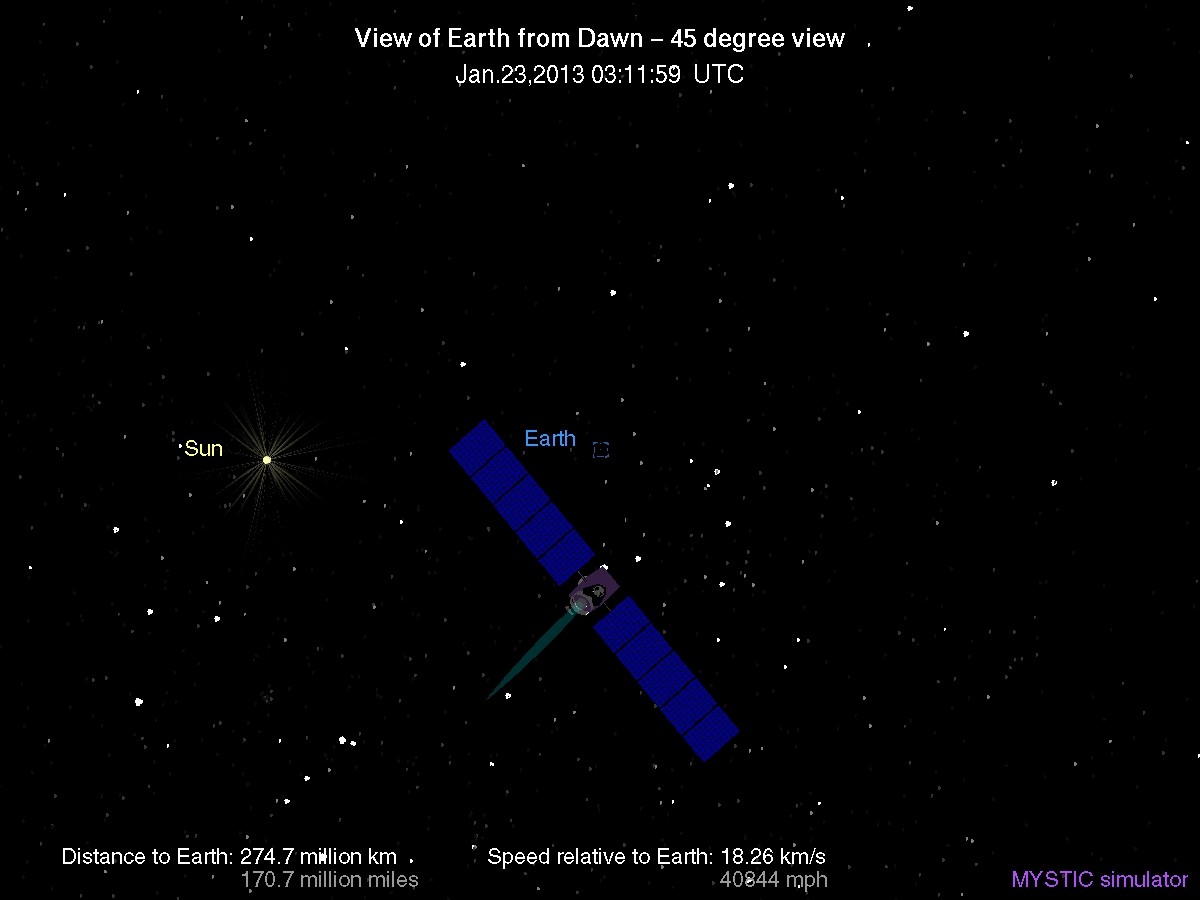 View of Earth from Dawn – 45 degree view
Jan.23,2013 03:11:59 UTC
Earth
Sun
Distance to Earth: 274.7 million km
170.7 million miles
Speed relative to Earth: 18.26 km/s
40844 mph
MYSTIC simulator